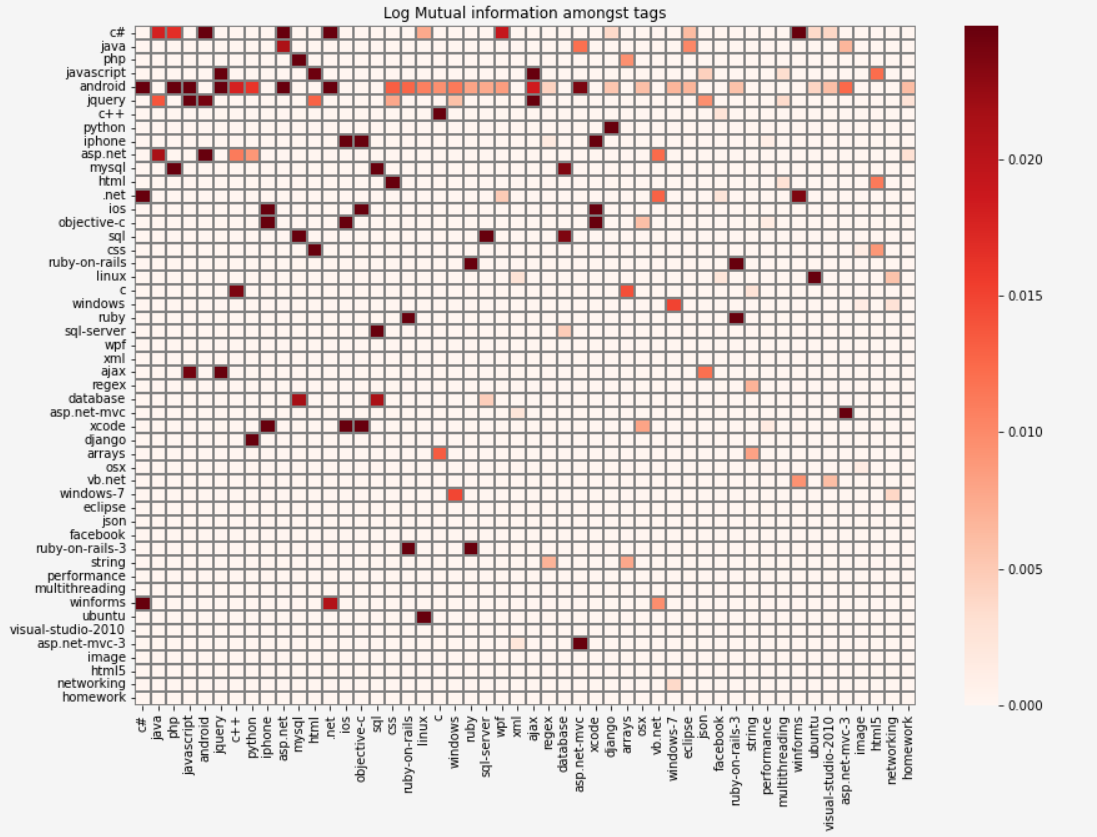 Log Mutual information amongst tags
c#
java
php
javascript
android
jquery
c++
python
iphone
asp.net
mysql
html
.net
ios
objective-c
sql
css
ruby-on-rails
linux
c
windows
ruby
sql-server
wpf
xml
ajax
regex
database
asp.net-mvc
xcode
django
arrays
osx
vb.net
windows-7
eclipse
json
facebook
ruby-on-rails-3
string
performance
multithreading
winforms
ubuntu
visual-studio-2010
asp.net-mvc-3
image
html5
networking
homework
c#
java
php
javascript
android
jquery
c++
python
iphone
asp.net
mysql
html
.net
ios
objective-c
sql
css
ruby-on-rails
linux
c
windows
ruby
sql-server
wpf
xml
ajax
regex
database
asp.net-mvc
xcode
django
arrays
osx
vb.net
windows-7
eclipse
json
facebook
ruby-on-rails-3
string
performance
multithreading
winforms
ubuntu
visual-studio-2010
asp.net-mvc-3
image
html5
networking
homework
0.020
0.015
0.010
0.005
0.000